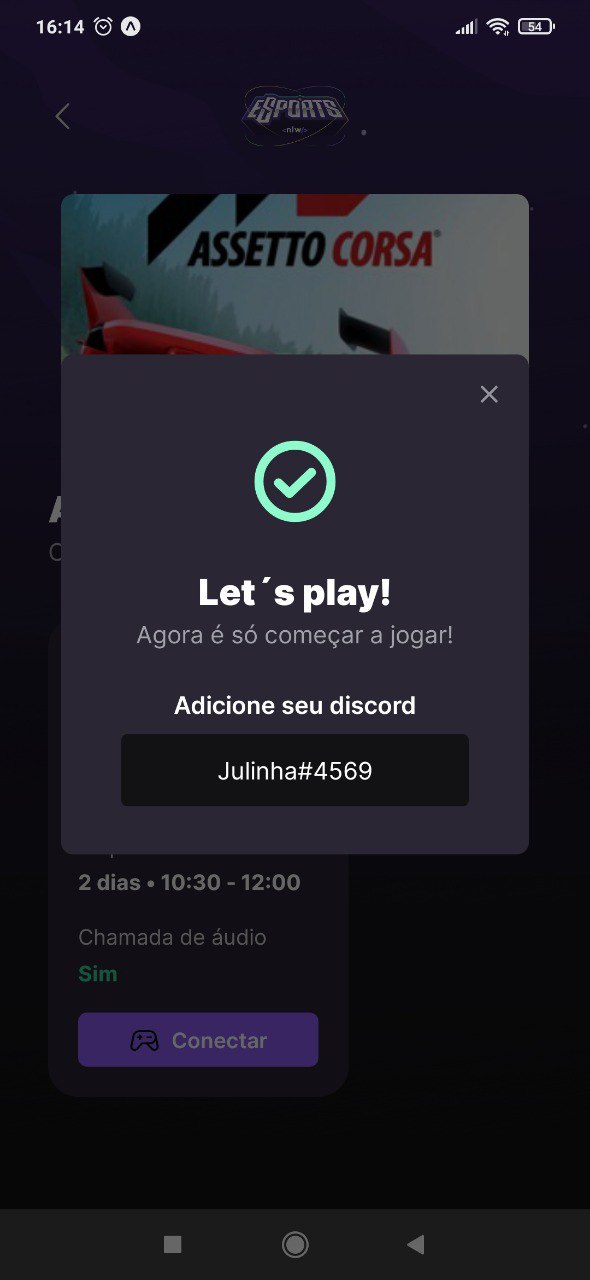 16:14
54
ESPORTS
<nlw/>
ASSETTO CORSA®
Let´s play!
Agora é só começar a jogar!
Adicione seu discord
Julinha#4569
2 dias • 10:30 - 12:00
Chamada de áudio
Sim
Conectar